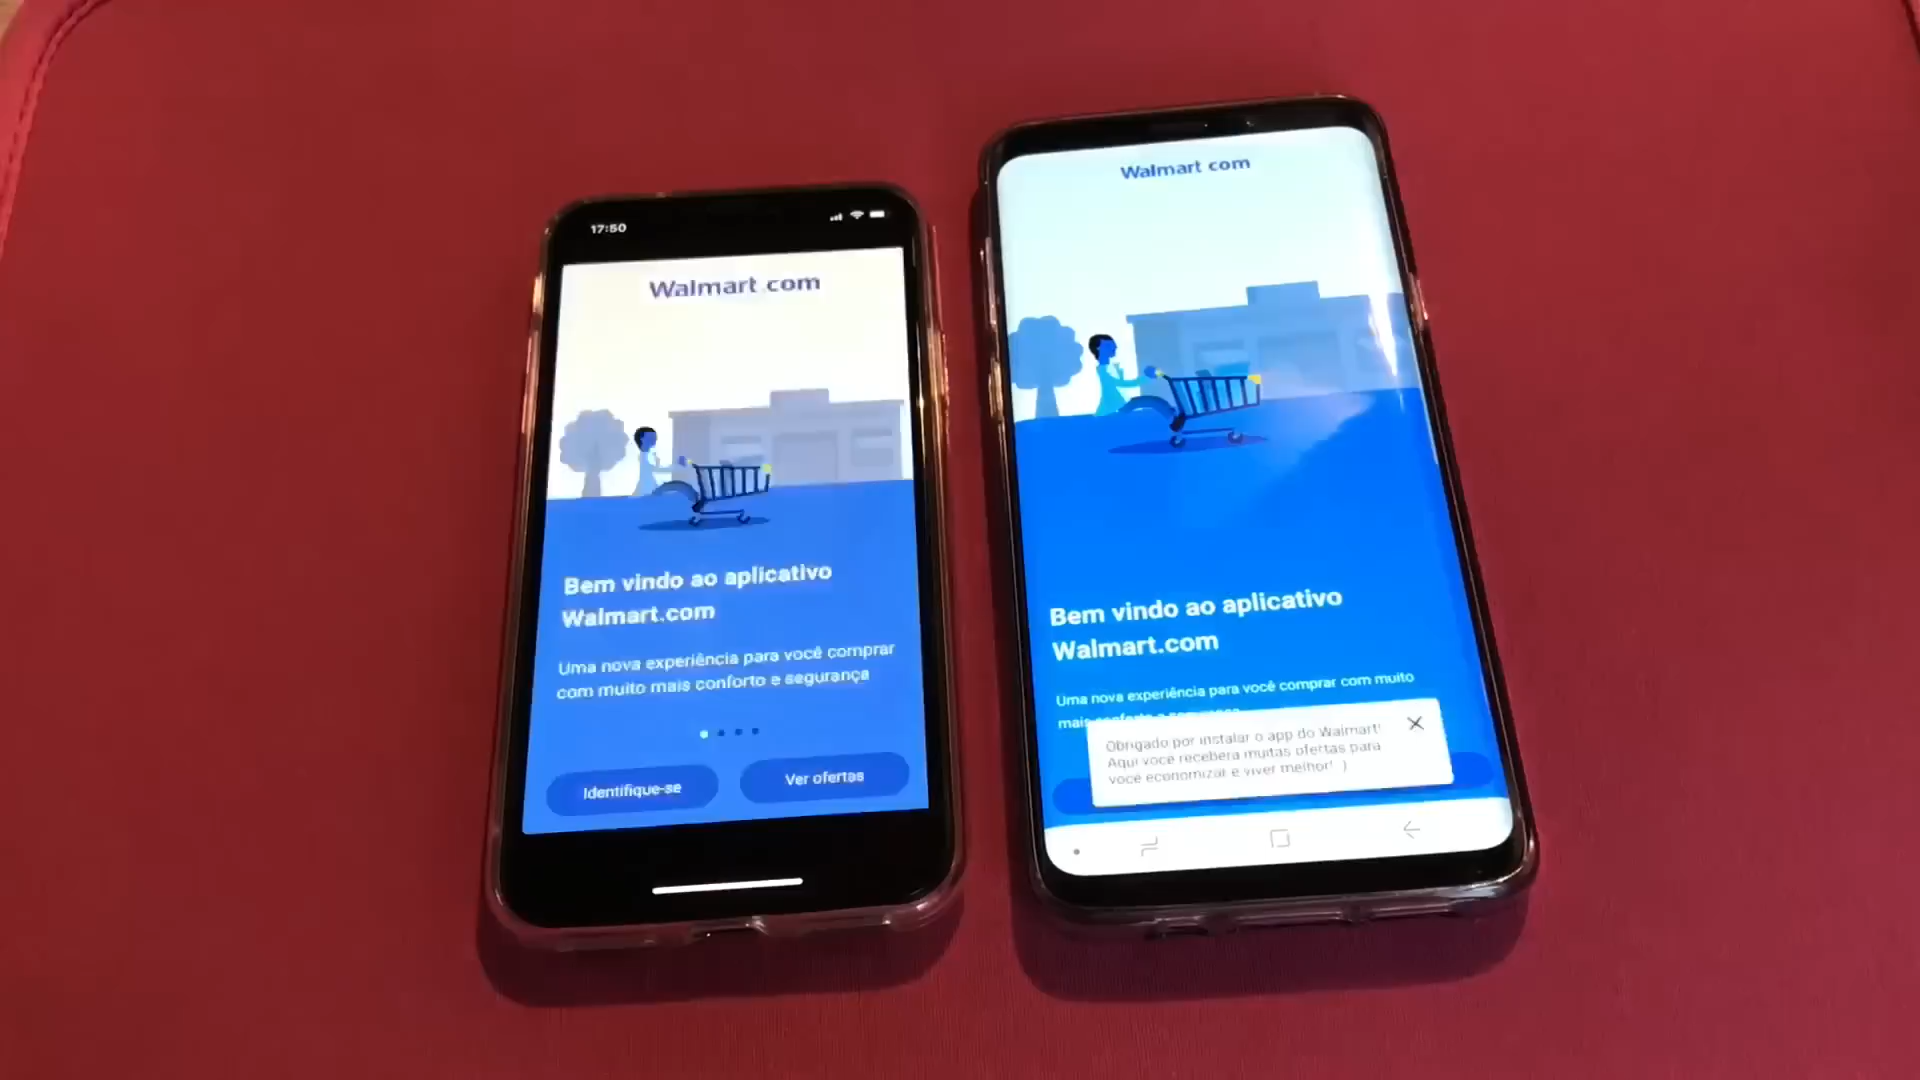 17:50
Walmart.com
Bem vindo ao aplicativo
Walmart.com
Uma nova experiência para você comprar
com muito mais conforto e segurança
Identifique-se
Ver ofertas
Walmart com
Bem vindo ao aplicativo
Walmart.com
Uma nova experiência para você comprar com muito
mais conforto e segurança
Obrigado por instalar o app do Walmart!
Aqui você receberá muitas ofertas para
você economizar e viver melhor! :)